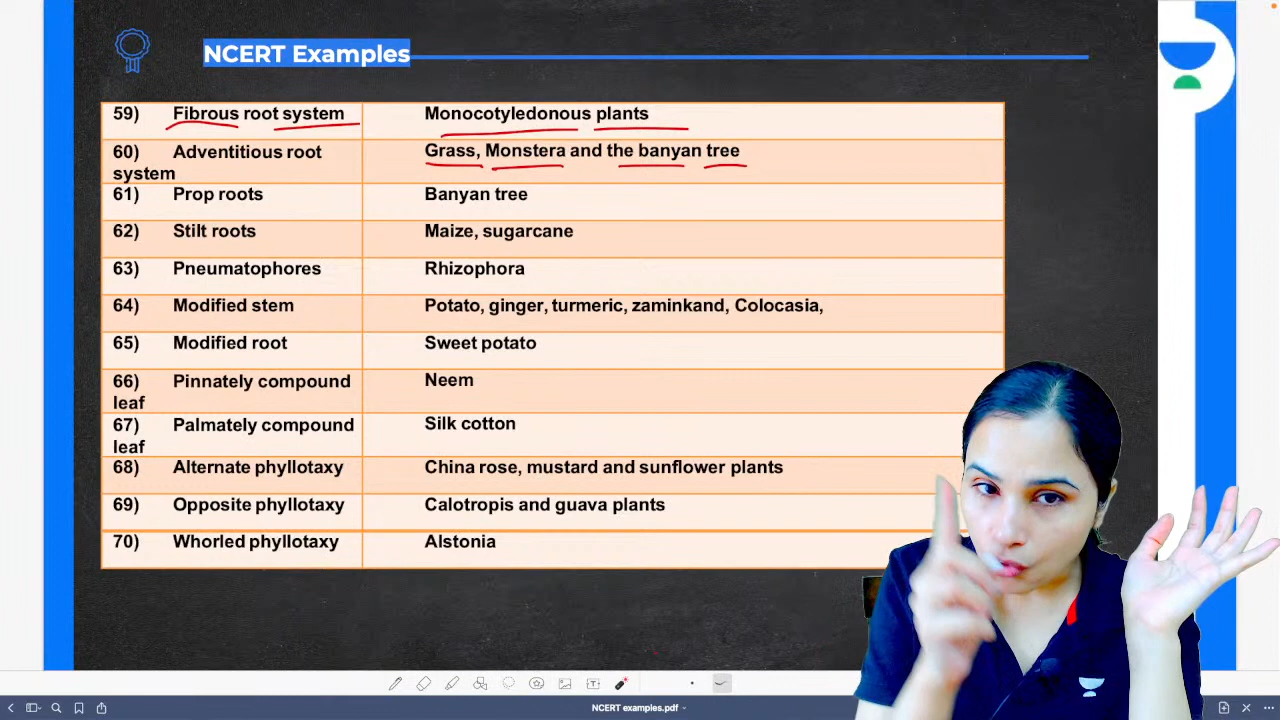 NCERT Examples
59) Fibrous root system Monocotyledonous plants
60) Adventitious root Grass, Monstera and the banyan tree
system
61) Prop roots Banyan tree
62) Stilt roots Maize, sugarcane
63) Pneumatophores Rhizophora
64) Modified stem Potato, ginger, turmeric, zaminkand, Colocasia,
65) Modified root Sweet potato
66) Pinnately compound Neem
leaf
67) Palmately compound Silk cotton
leaf
68) Alternate phyllotaxy China rose, mustard and sunflower plants
69) Opposite phyllotaxy Calotropis and guava plants
70) Whorled phyllotaxy Alstonia
NCERT examples.pdf